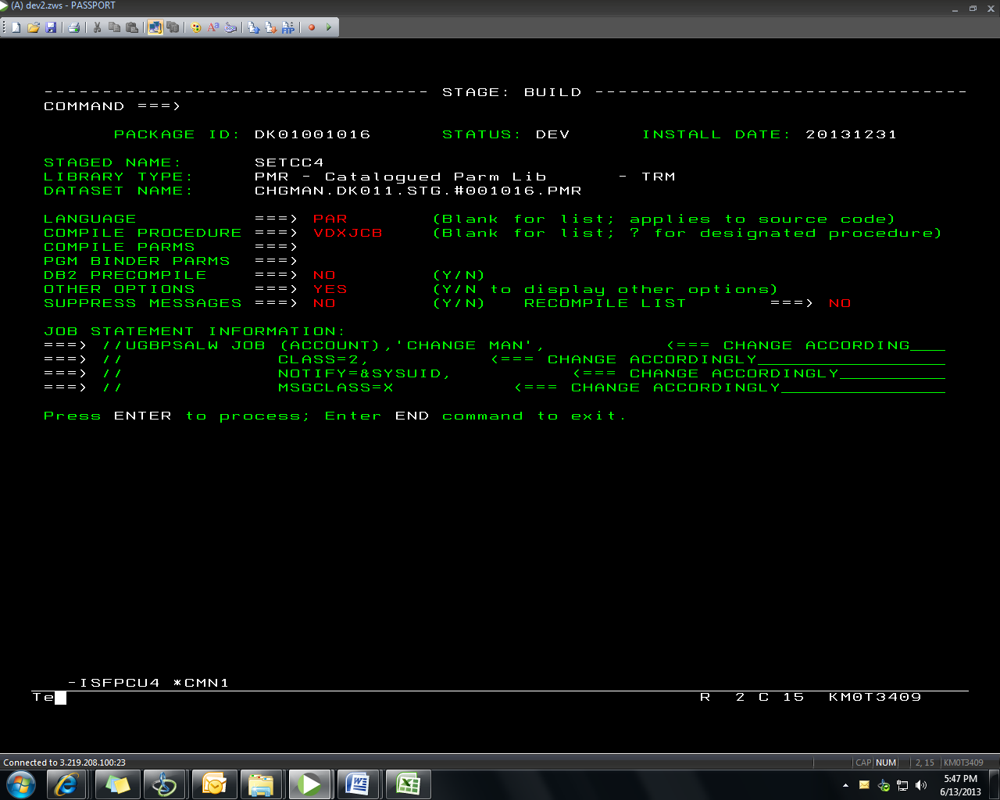 (A) dev2.zws - PASSPORT
--------------------------------- STAGE: BUILD --------------------------------
COMMAND ===>
PACKAGE ID: DK01001016 STATUS: DEV INSTALL DATE: 20131231
STAGED NAME: SETCC4
LIBRARY TYPE: PMR - Catalogued Parm Lib - TRM
DATASET NAME: CHGMAN.DK011.STG.#001016.PMR
LANGUAGE ===> PAR (Blank for list; applies to source code)
COMPILE PROCEDURE ===> VDXJCB (Blank for list; ? for designated procedure)
COMPILE PARMS ===>
PGM BINDER PARMS ===>
DB2 PRECOMPILE ===> NO (Y/N)
OTHER OPTIONS ===> YES (Y/N to display other options)
SUPPRESS MESSAGES ===> NO (Y/N) RECOMPILE LIST ===> NO
JOB STATEMENT INFORMATION:
===> //UGBPSALW JOB (ACCOUNT),'CHANGE MAN', <=== CHANGE ACCORDING___
===> // CLASS=2, <=== CHANGE ACCORDINGLY________________
===> // NOTIFY=&SYSUID, <=== CHANGE ACCORDINGLY_________
===> // MSGCLASS=X <=== CHANGE ACCORDINGLY______________
Press ENTER to process; Enter END command to exit.
-ISFPCU4 *CMN1
Te R 2 C 15 KM0T3409
Connected to 3.219.208.100:23 CAP NUM 2, 15 KM0T3409
5:47 PM
6/13/2013